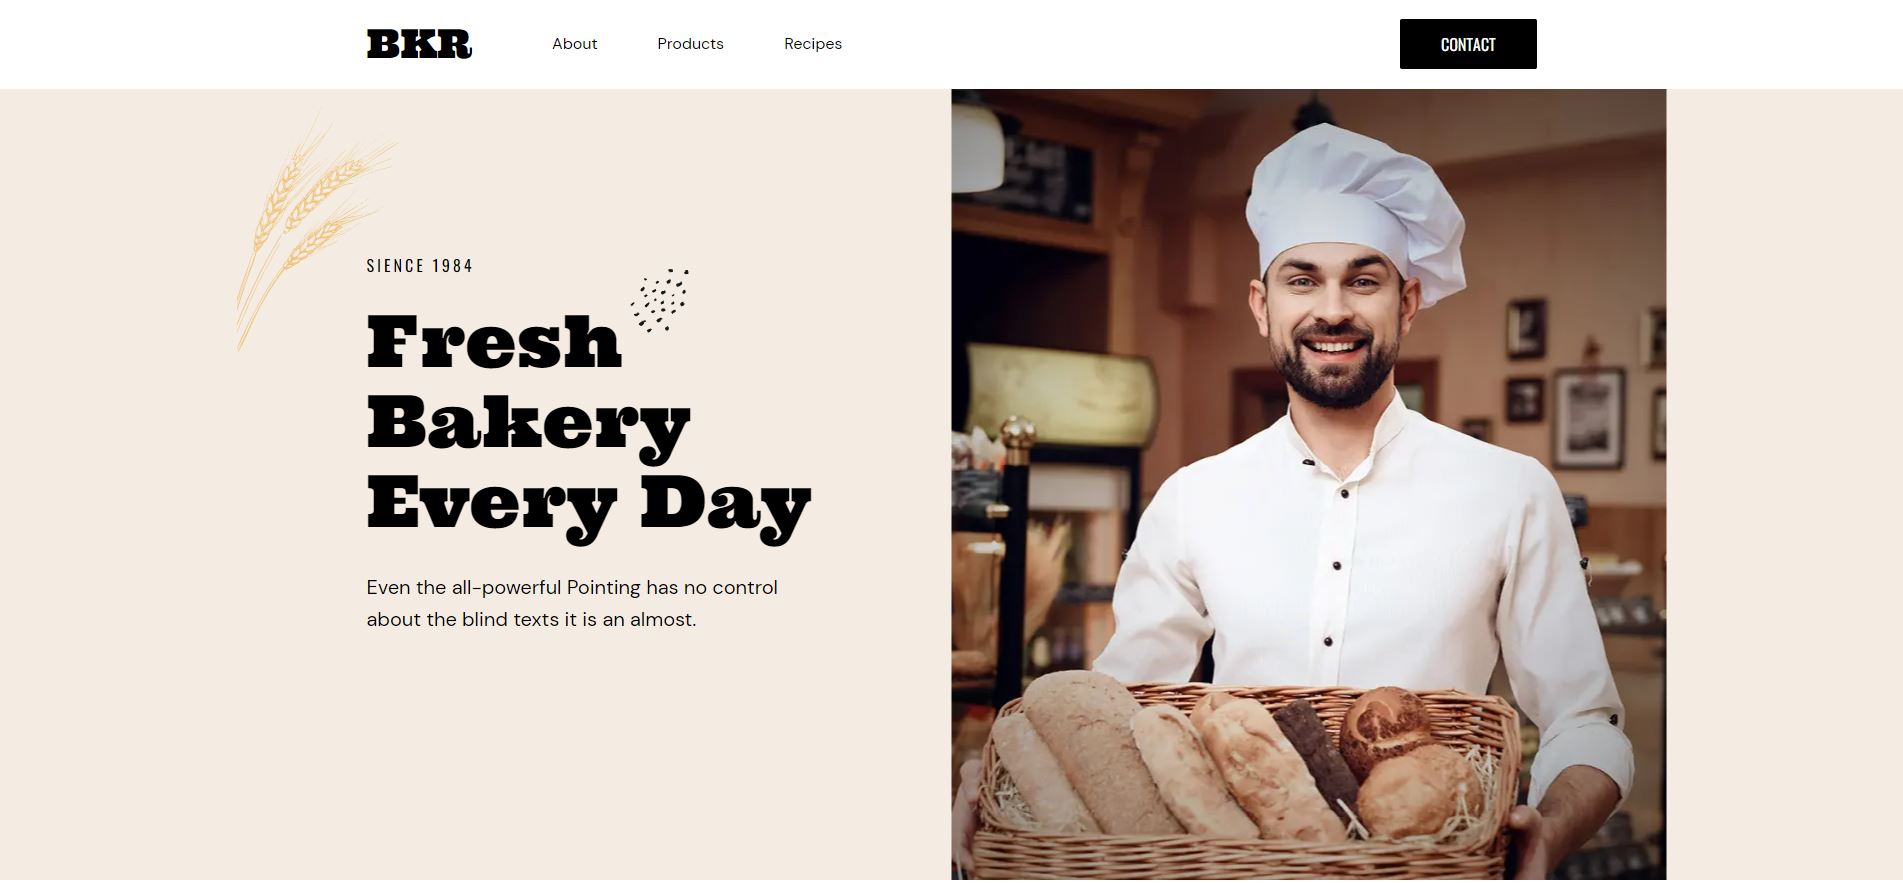 BKR
About
Products
Recipes
CONTACT
SIENCE 1984
Fresh
Bakery
Every Day
Even the all-powerful Pointing has no control
about the blind texts it is an almost.